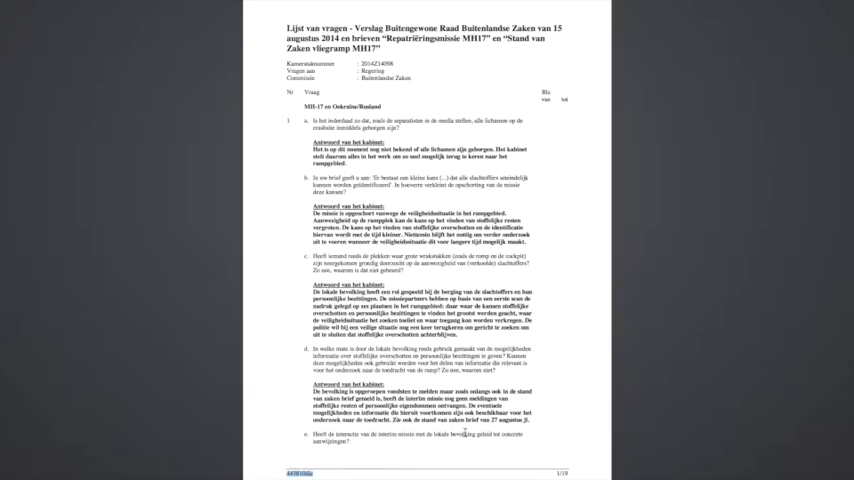 Lijst van vragen - Verslag Buitengewone Raad Buitenlandse Zaken van 15
augustus 2014 en brieven “Repatriëringsmissie MH17” en “Stand van
Zaken vliegramp MH17”
Kamerstuknummer : 2014Z14098
Vragen aan : Regering
Commissie : Buitenlandse Zaken
Nr Vraag Blz
van tot
MH-17 en Oekraïne/Rusland
1 a. Is het inderdaad zo dat, zoals de separatisten in de media stellen, alle lichamen op de
crashsite inmiddels geborgen zijn?
Antwoord van het kabinet:
Het is op dit moment nog niet bekend of alle lichamen zijn geborgen. Het kabinet
stelt daarom alles in het werk om zo snel mogelijk terug te keren naar het
rampgebied.
b. In uw brief geeft u aan: 'Er bestaat een kleine kans (...) dat alle slachtoffers uiteindelijk
kunnen worden geïdentificeerd'. In hoeverre verkleint de opschorting van de missie
deze kansen?
Antwoord van het kabinet:
De missie is opgeschort vanwege de veiligheidssituatie in het rampgebied.
Aanwezigheid op de rampplek kan de kans op het vinden van stoffelijke resten
vergroten. De kans op het vinden van stoffelijke overschotten en de identificatie
hiervan wordt met de tijd kleiner. Niettemin blijft het nuttig om verder onderzoek
uit te voeren wanneer de veiligheidssituatie dit voor langere tijd mogelijk maakt.
c. Heeft iemand reeds de plekken waar grote wrakstukken (zoals de romp en de cockpit)
zijn neergekomen grondig doorzocht op de aanwezigheid van (verkoolde) slachtoffers?
Zo nee, waarom is dat niet gebeurd?
Antwoord van het kabinet:
De lokale bevolking heeft een rol gespeeld bij de berging van de slachtoffers en hun
persoonlijke bezittingen. De missiepartners hebben op basis van een eerste scan de
nadruk gelegd op zes plaatsen in het rampgebied: daar waar de kansen stoffelijke
overschotten en persoonlijke bezittingen te vinden het grootst werden geacht, waar
de veiligheidssituatie het zoeken toeliet en waar toegang kon worden verkregen. De
politie wil bij een veilige situatie nog een keer terugkeren om gericht te zoeken om
uit te sluiten dat stoffelijke overschotten achterblijven.
d. In welke mate is door de lokale bevolking reeds gebruik gemaakt van de mogelijkheden
informatie over stoffelijke overschotten en persoonlijke bezittingen te geven? Kunnen
deze mogelijkheden ook gebruikt worden voor het delen van informatie die relevant is
voor het onderzoek naar de toedracht van de ramp? Zo nee, waarom niet?
Antwoord van het kabinet:
De bevolking is opgeroepen vondsten te melden maar zoals onlangs ook in de stand
van zaken brief gemeld is, heeft de interim missie nog geen meldingen van
stoffelijke resten of persoonlijke eigendommen ontvangen. De eventuele
mogelijkheden en informatie die hieruit voortkomen zijn ook beschikbaar voor het
onderzoek naar de toedracht. Zie ook de stand van zaken brief van 27 augustus jl.
e. Heeft de interactie van de interim-missie met de lokale bevolking geleid tot concrete
aanwijzingen?
1/19